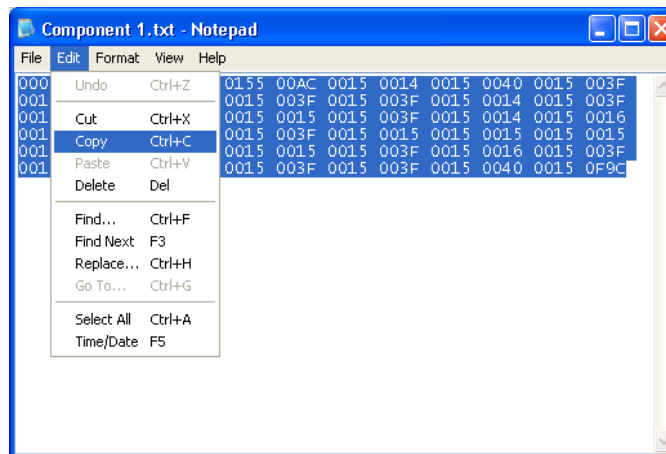 Component 1.txt - Notepad
File Edit Format View Help
000 0155 00AC 0015 0014 0015 0040 0015 003F
001 0015 003F 0015 003F 0015 0014 0015 003F
001 0015 0015 0015 003F 0015 0014 0015 0016
001 0015 003F 0015 0015 0015 0015 0015 0015
001 0015 0015 0015 003F 0015 0016 0015 003F
001 0015 003F 0015 003F 0015 0040 0015 0F9C
Undo Ctrl+Z
Cut Ctrl+X
Copy Ctrl+C
Paste Ctrl+V
Delete Del
Find... Ctrl+F
Find Next F3
Replace... Ctrl+H
Go To... Ctrl+G
Select All Ctrl+A
Time/Date F5